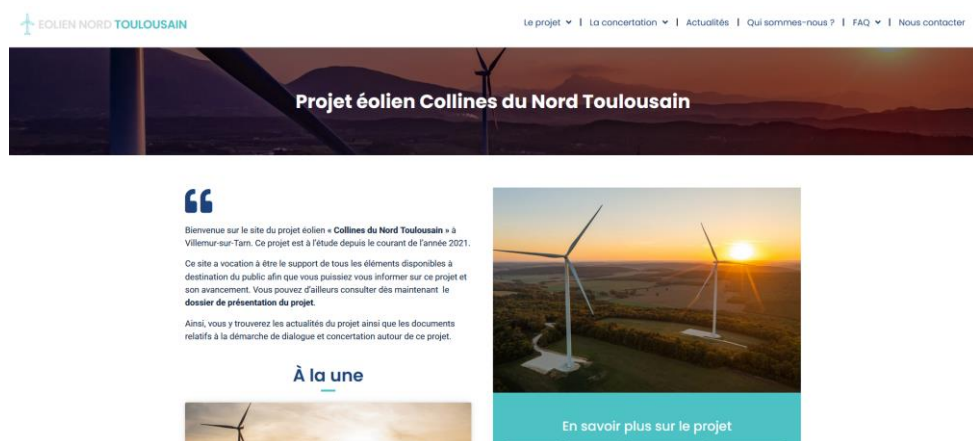 EOLIEN NORD TOULOUSAIN
Le projet | La concertation | Actualités | Qui sommes-nous ? | FAQ | Nous contacter
Projet éolien Collines du Nord Toulousain
Bienvenue sur le site du projet éolien « Collines du Nord Toulousain » à
Villemur-sur-Tarn. Ce projet est à l'étude depuis le courant de l'année 2021.
Ce site a vocation à être le support de tous les éléments disponibles à
destination du public afin que vous puissiez vous informer sur ce projet et
son avancement. Vous pouvez d'ailleurs consulter dès maintenant le
dossier de présentation du projet.
Ainsi, vous y trouverez les actualités du projet ainsi que les documents
relatifs à la démarche de dialogue et concertation autour de ce projet.
À la une
En savoir plus sur le projet